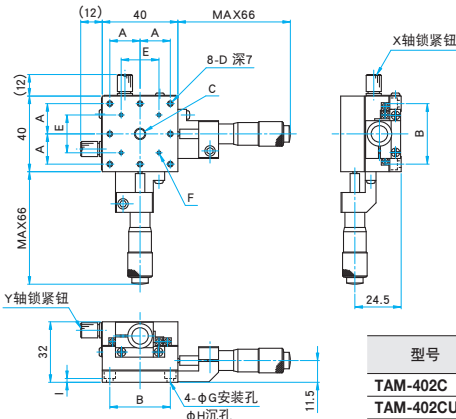 (12)
40
MAX66
A
A
E
8-D 深7
C
X轴锁紧钮
(12)
40
A
E
A
B
F
MAX66
24.5
Y轴锁紧钮
32
I
B
4-φG安装孔
φH沉孔
11.5
型号
TAM-402C
TAM-402CU